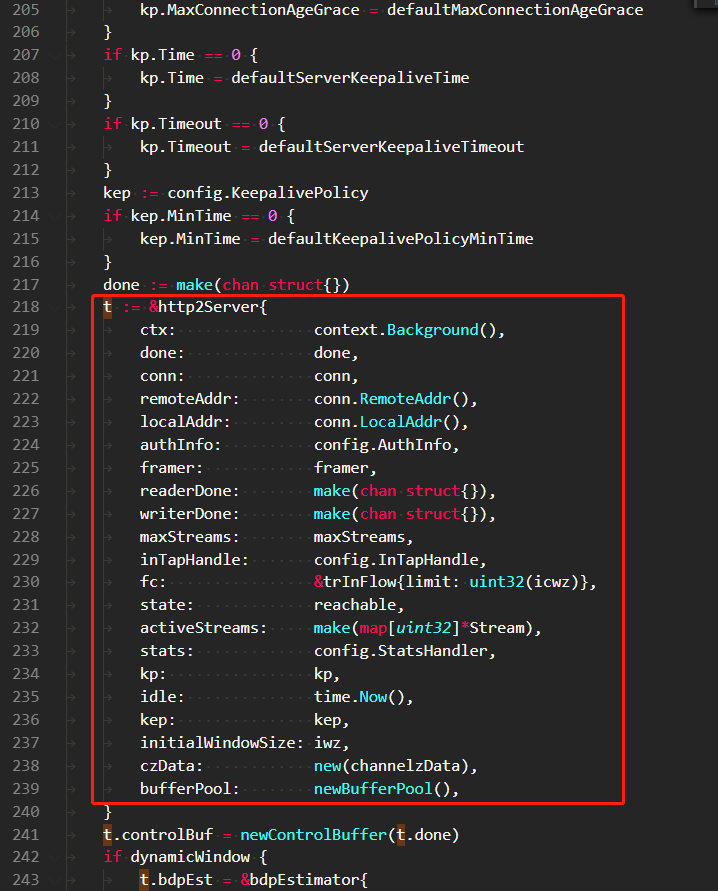 205 kp.MaxConnectionAgeGrace = defaultMaxConnectionAgeGrace
206 }
207 if kp.Time == 0 {
208 kp.Time = defaultServerKeepaliveTime
209 }
210 if kp.Timeout == 0 {
211 kp.Timeout = defaultServerKeepaliveTimeout
212 }
213 kep := config.KeepalivePolicy
214 if kep.MinTime == 0 {
215 kep.MinTime = defaultKeepalivePolicyMinTime
216 }
217 done := make(chan struct{})
218 t := &http2Server{
219 ctx: context.Background(),
220 done: done,
221 conn: conn,
222 remoteAddr: conn.RemoteAddr(),
223 localAddr: conn.LocalAddr(),
224 authInfo: config.AuthInfo,
225 framer: framer,
226 readerDone: make(chan struct{}),
227 writerDone: make(chan struct{}),
228 maxStreams: maxStreams,
229 inTapHandle: config.InTapHandle,
230 fc: &trInFlow{limit: uint32(icwz)},
231 state: reachable,
232 activeStreams: make(map[uint32]*Stream),
233 stats: config.StatsHandler,
234 kp: kp,
235 idle: time.Now(),
236 kep: kep,
237 initialWindowSize: iwz,
238 czData: new(channelzData),
239 bufferPool: newBufferPool(),
240 }
241 t.controlBuf = newControlBuffer(t.done)
242 if dynamicWindow {
243 t.bdpEst = &bdpEstimator{